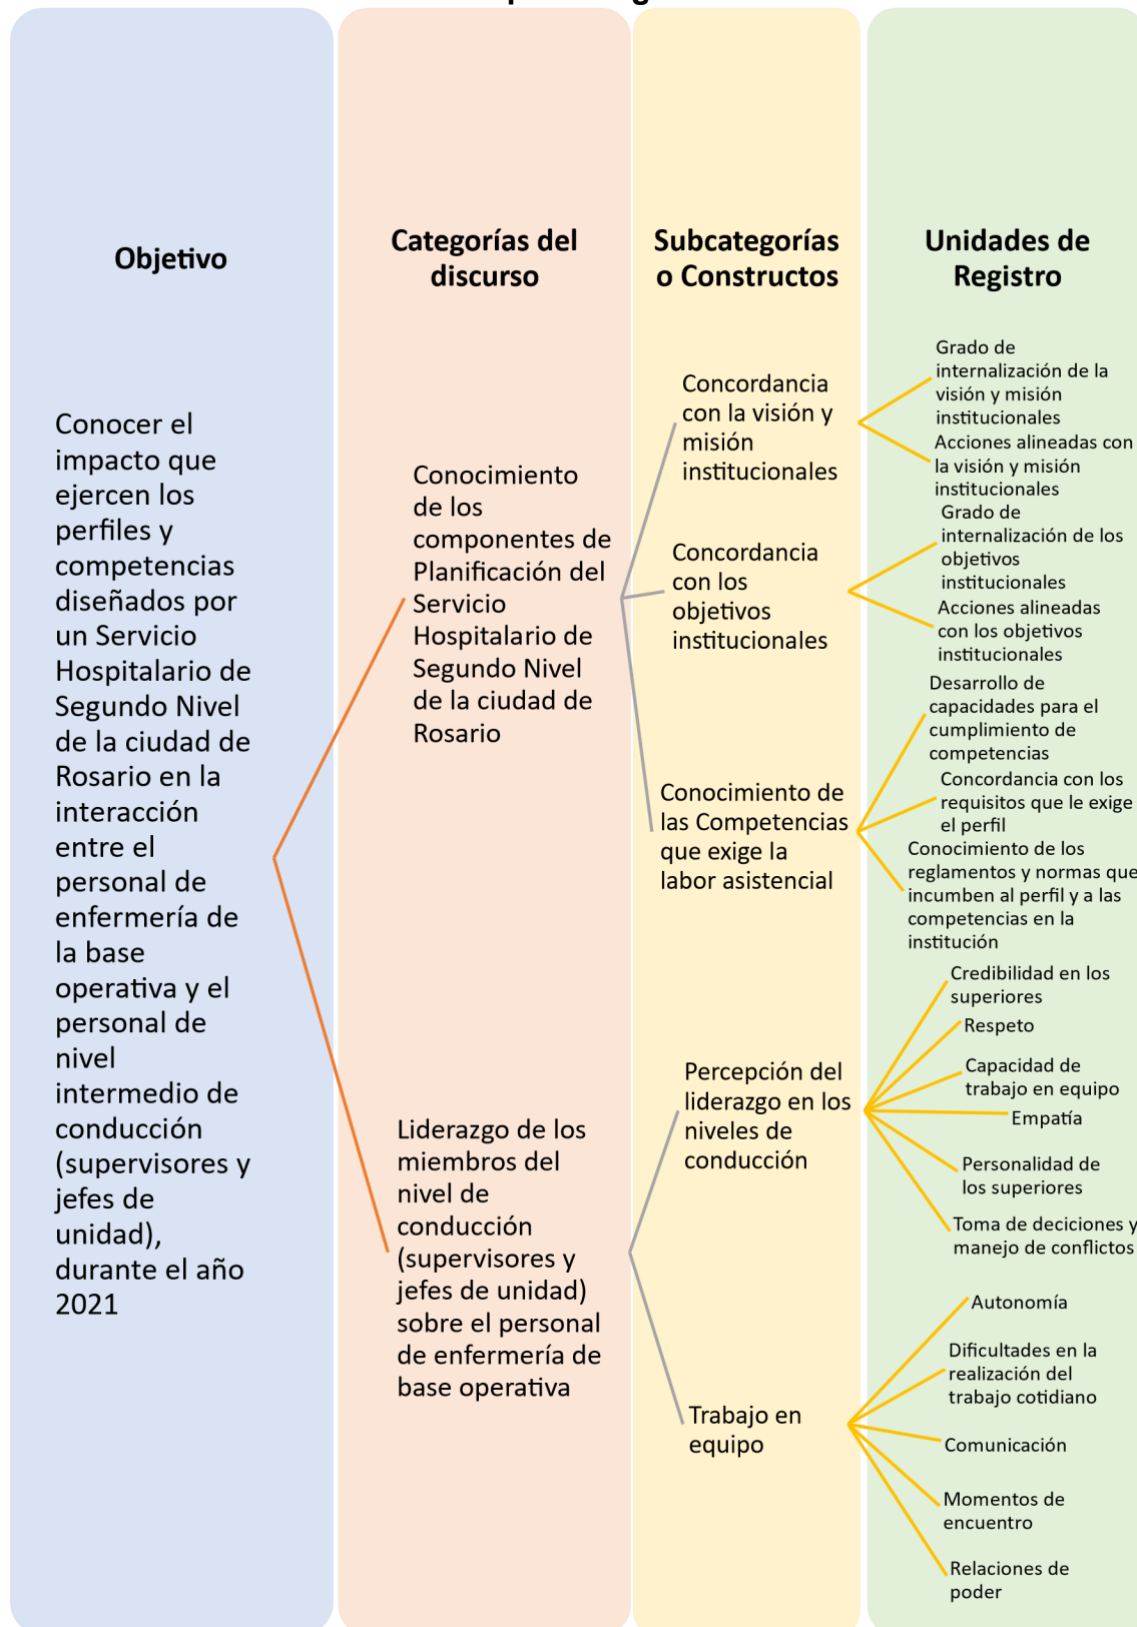 Objetivo
Conocer el
impacto que
ejercen los
perfiles y
competencias
diseñados por
un Servicio
Hospitalario de
Segundo Nivel
de la ciudad de
Rosario en la
interacción
entre el
personal de
enfermería de
la base
operativa y el
personal de
nivel
intermedio de
conducción
(supervisores y
jefes de
unidad),
durante el año
2021
Categorías del
discurso
Conocimiento
de los
componentes de
Planificación del
Servicio
Hospitalario de
Segundo Nivel
de la ciudad de
Rosario
Liderazgo de los
miembros del
nivel de
conducción
(supervisores y
jefes de unidad)
sobre el personal
de enfermería de
base operativa
Subcategorías
o Constructos
Concordancia
con la visión y
misión
institucionales
Concordancia
con los
objetivos
institucionales
Conocimiento de
las Competencias
que exige la
labor asistencial
Percepción del
liderazgo en los
niveles de
conducción
Trabajo en
equipo
Unidades de
Registro
Grado de
internalización de la
visión y misión
institucionales
Acciones alineadas con
la visión y misión
institucionales
Grado de
internalización de los
objetivos
institucionales
Acciones alineadas
con los objetivos
institucionales
Desarrollo de
capacidades para el
cumplimiento de
competencias
Concordancia con los
requisitos que le exige
el perfil
Conocimiento de los
reglamentos y normas que
incumben al perfil y a las
competencias en la
institución
Credibilidad en los
superiores
Respeto
Capacidad de
trabajo en equipo
Empatía
Personalidad de
los superiores
Toma de deciciones y
manejo de conflictos
Autonomía
Dificultades en la
realización del
trabajo cotidiano
Comunicación
Momentos de
encuentro
Relaciones de
poder